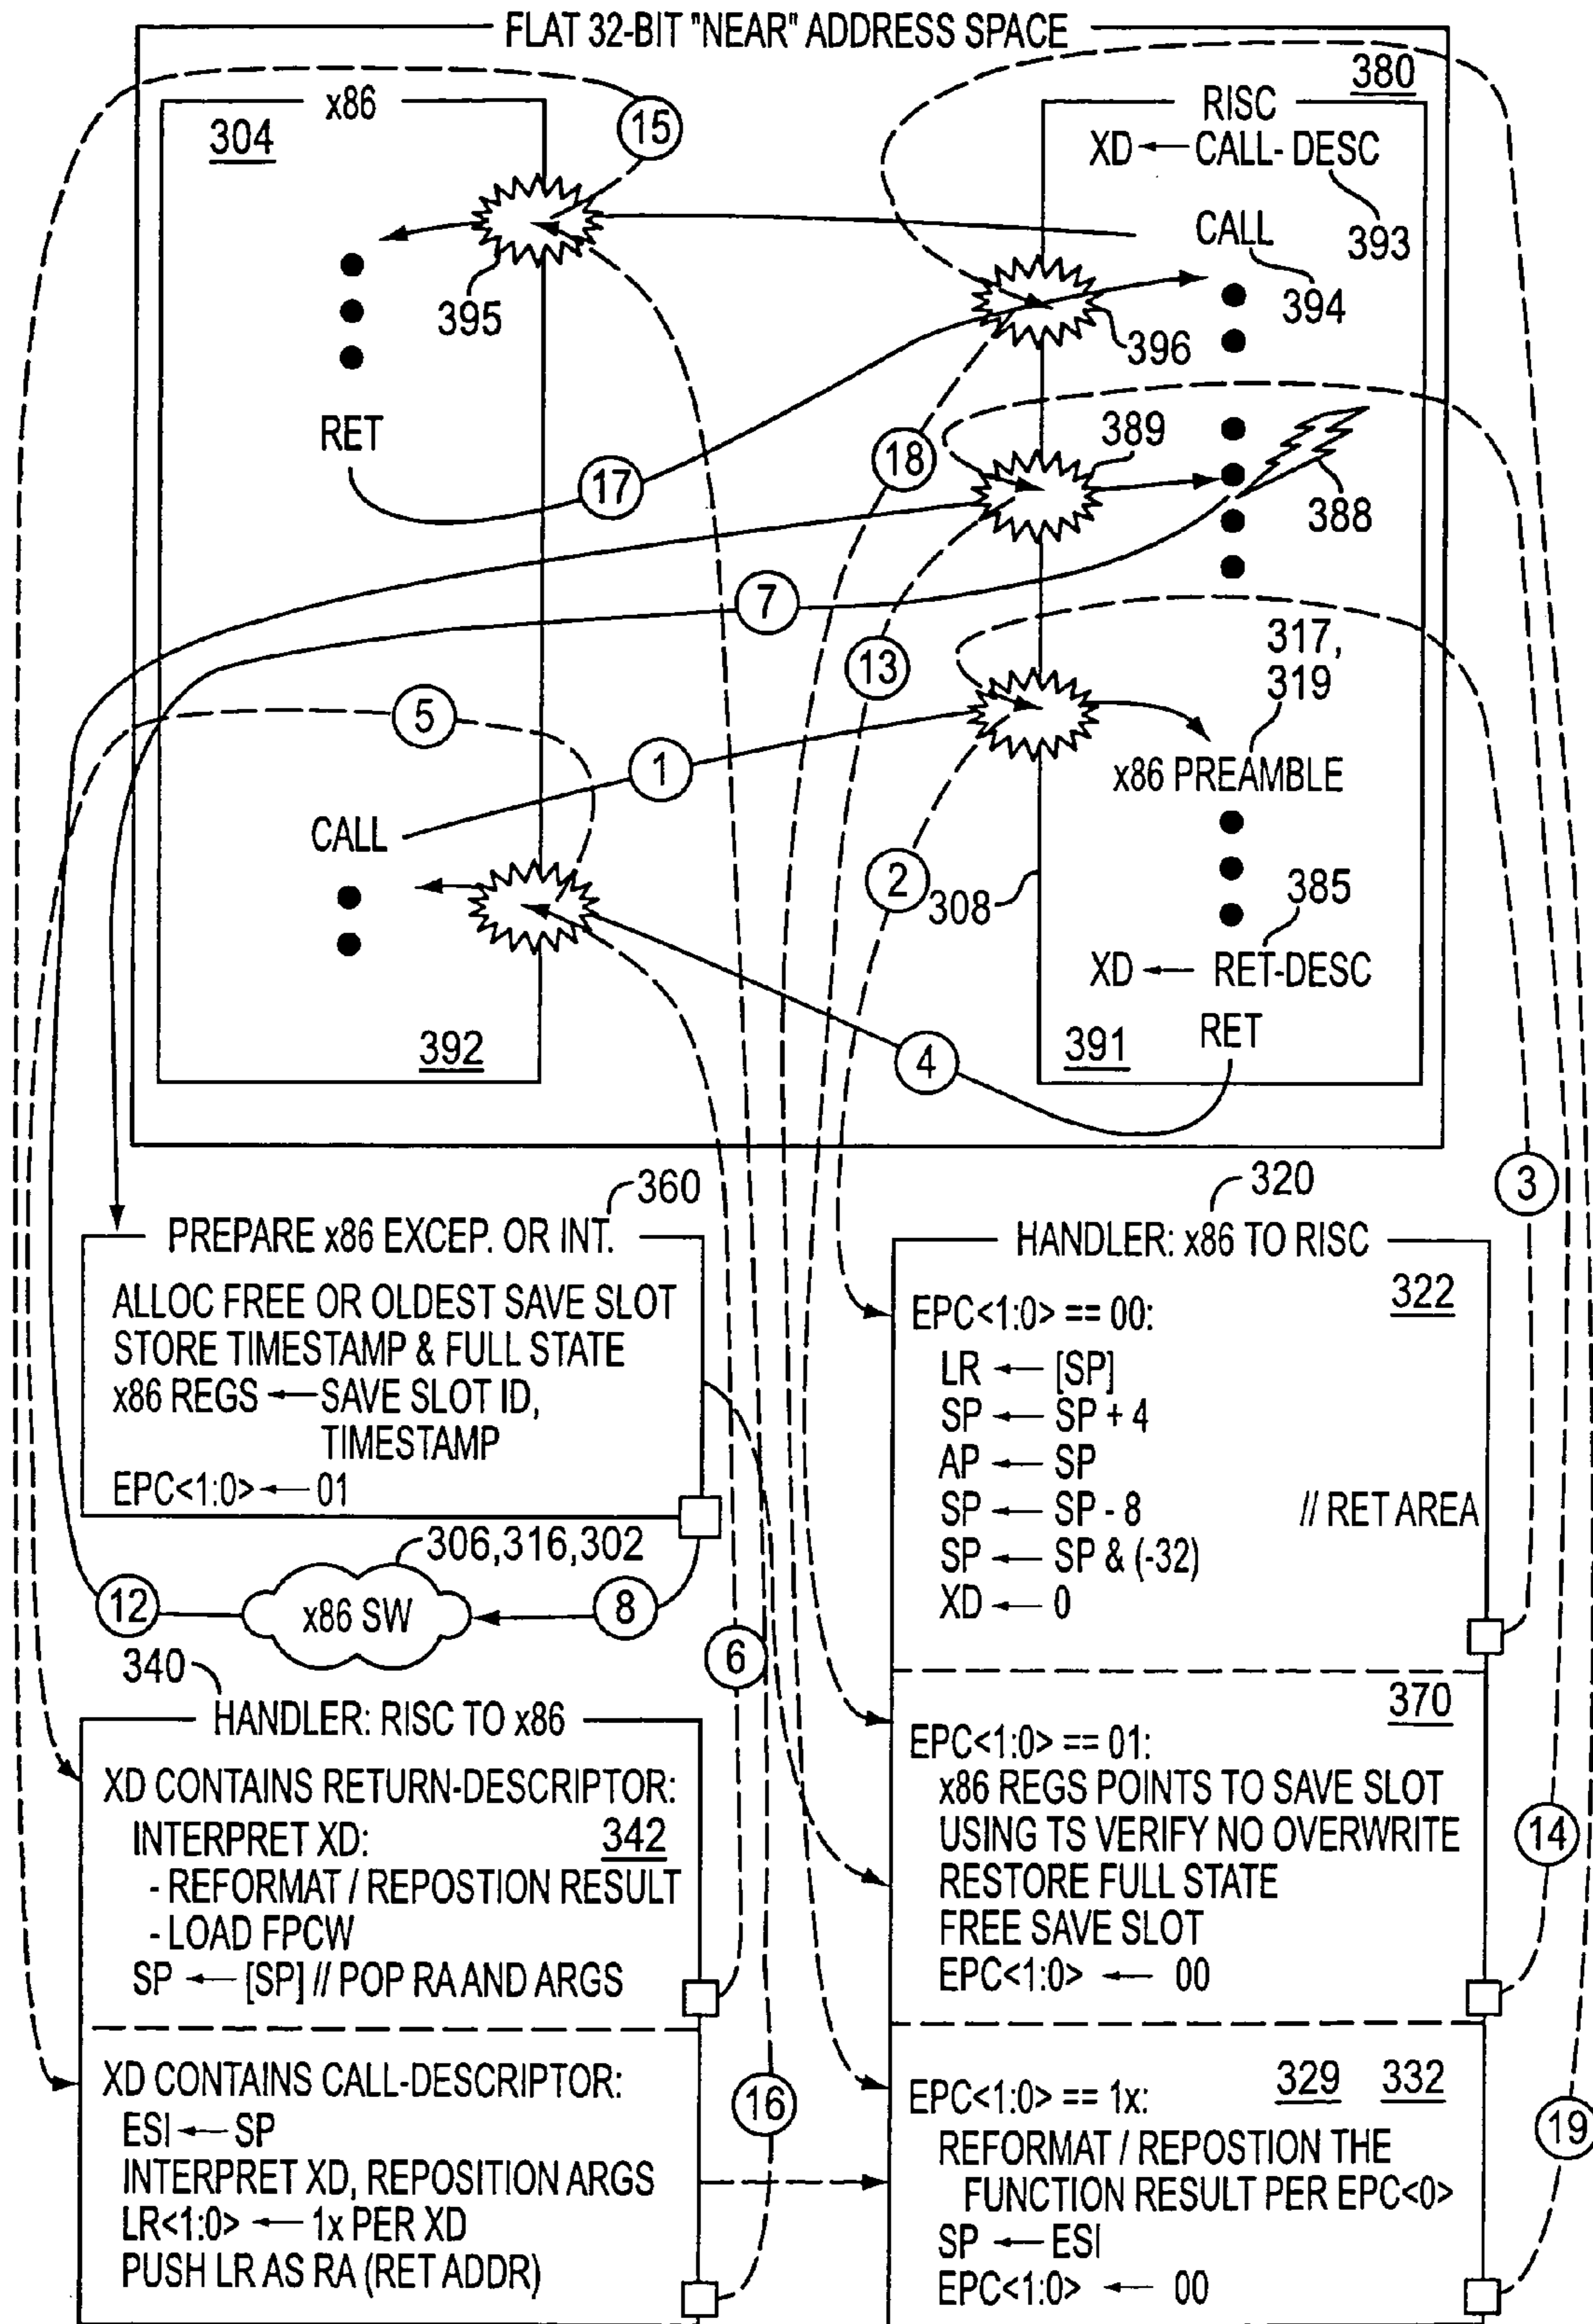 FLAT 32-BIT "NEAR" ADDRESS SPACE
380
x86
304
15
395
RET
17
7
5
1
CALL
392
RISC
XD ← CALL- DESC
393
CALL
394
396
18
389
388
13
317,
319
x86 PREAMBLE
2
308
385
XD ← RET-DESC
RET
391
4
3
360
PREPARE x86 EXCEP. OR INT.
ALLOC FREE OR OLDEST SAVE SLOT
STORE TIMESTAMP & FULL STATE
x86 REGS ← SAVE SLOT ID,
TIMESTAMP
EPC<1:0> ← 01
306,316,302
12
x86 SW
8
6
340
HANDLER: RISC TO x86
XD CONTAINS RETURN-DESCRIPTOR:
INTERPRET XD:
342
- REFORMAT / REPOSTION RESULT
- LOAD FPCW
SP ← [SP] // POP RA AND ARGS
XD CONTAINS CALL-DESCRIPTOR:
ESI ← SP
INTERPRET XD, REPOSITION ARGS
LR<1:0> ← 1x PER XD
PUSH LR AS RA (RET ADDR)
16
320
HANDLER: x86 TO RISC
322
EPC<1:0> == 00:
LR ← [SP]
SP ← SP + 4
AP ← SP
SP ← SP - 8 // RET AREA
SP ← SP & (-32)
XD ← 0
370
EPC<1:0> == 01:
x86 REGS POINTS TO SAVE SLOT
USING TS VERIFY NO OVERWRITE
RESTORE FULL STATE
FREE SAVE SLOT
EPC<1:0> ← 00
14
329 332
EPC<1:0> == 1x:
REFORMAT / REPOSTION THE
FUNCTION RESULT PER EPC<0>
SP ← ESI
EPC<1:0> ← 00
19